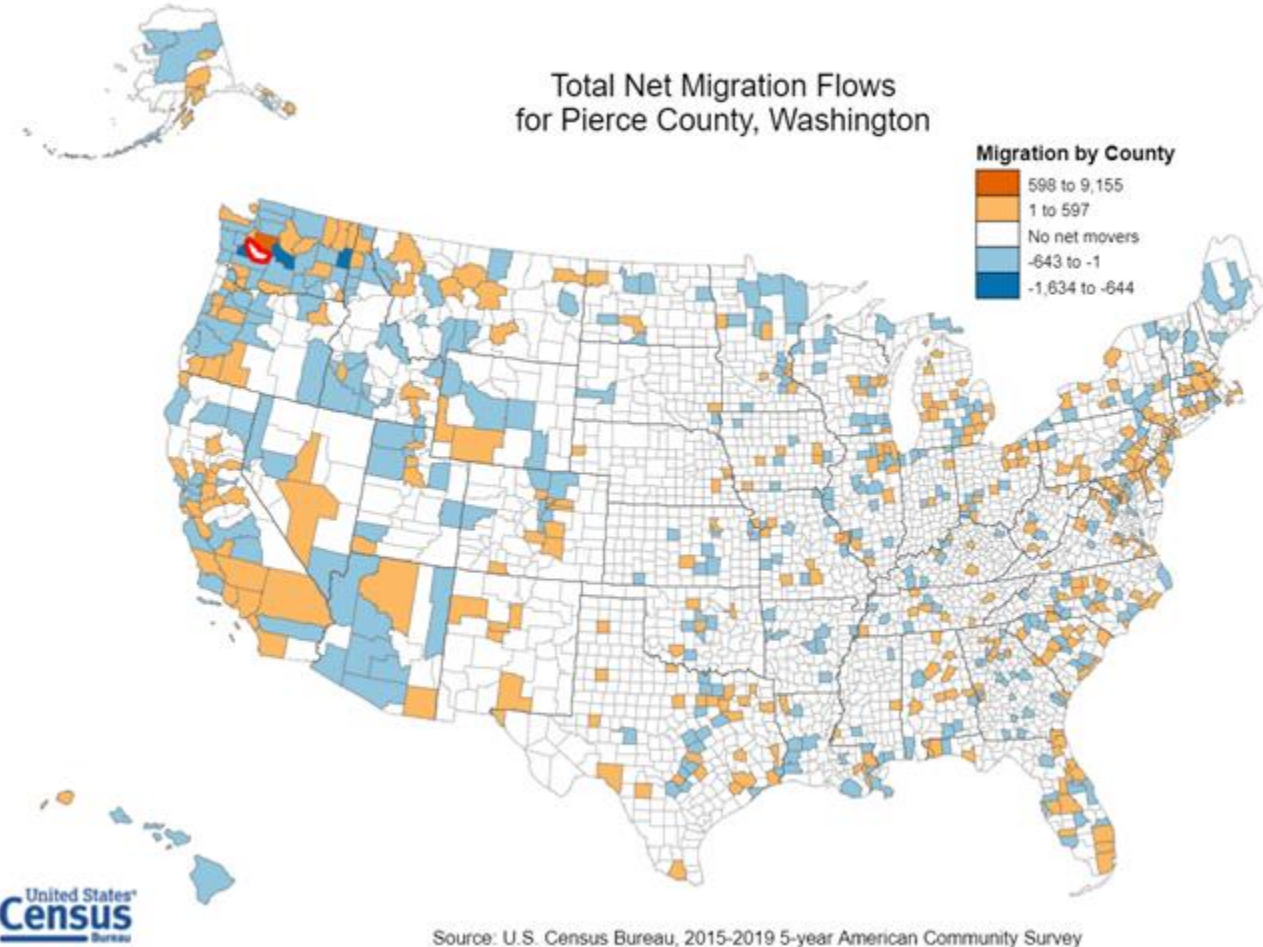 Total Net Migration Flows
for Pierce County, Washington
Migration by County
598 to 9,155
1 to 597
No net movers
-643 to -1
-1,634 to -644
United States®
Census
Bureau
Source: U.S. Census Bureau, 2015-2019 5-year American Community Survey